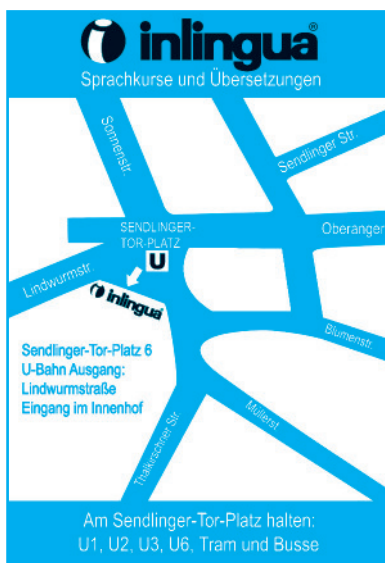 inlingua®
Sprachkurse und Übersetzungen
Sonnenstr.
Sendlinger Str.
SENDLINGER-
TOR-PLATZ
Oberanger
U
Lindwurmstr.
inlingua®
Blumenstr.
Sendlinger-Tor-Platz 6
U-Bahn Ausgang:
Lindwurmstraße
Eingang im Innenhof
Thalkirschner Str.
Müllerst.
Am Sendlinger-Tor-Platz halten:
U1, U2, U3, U6, Tram und Busse